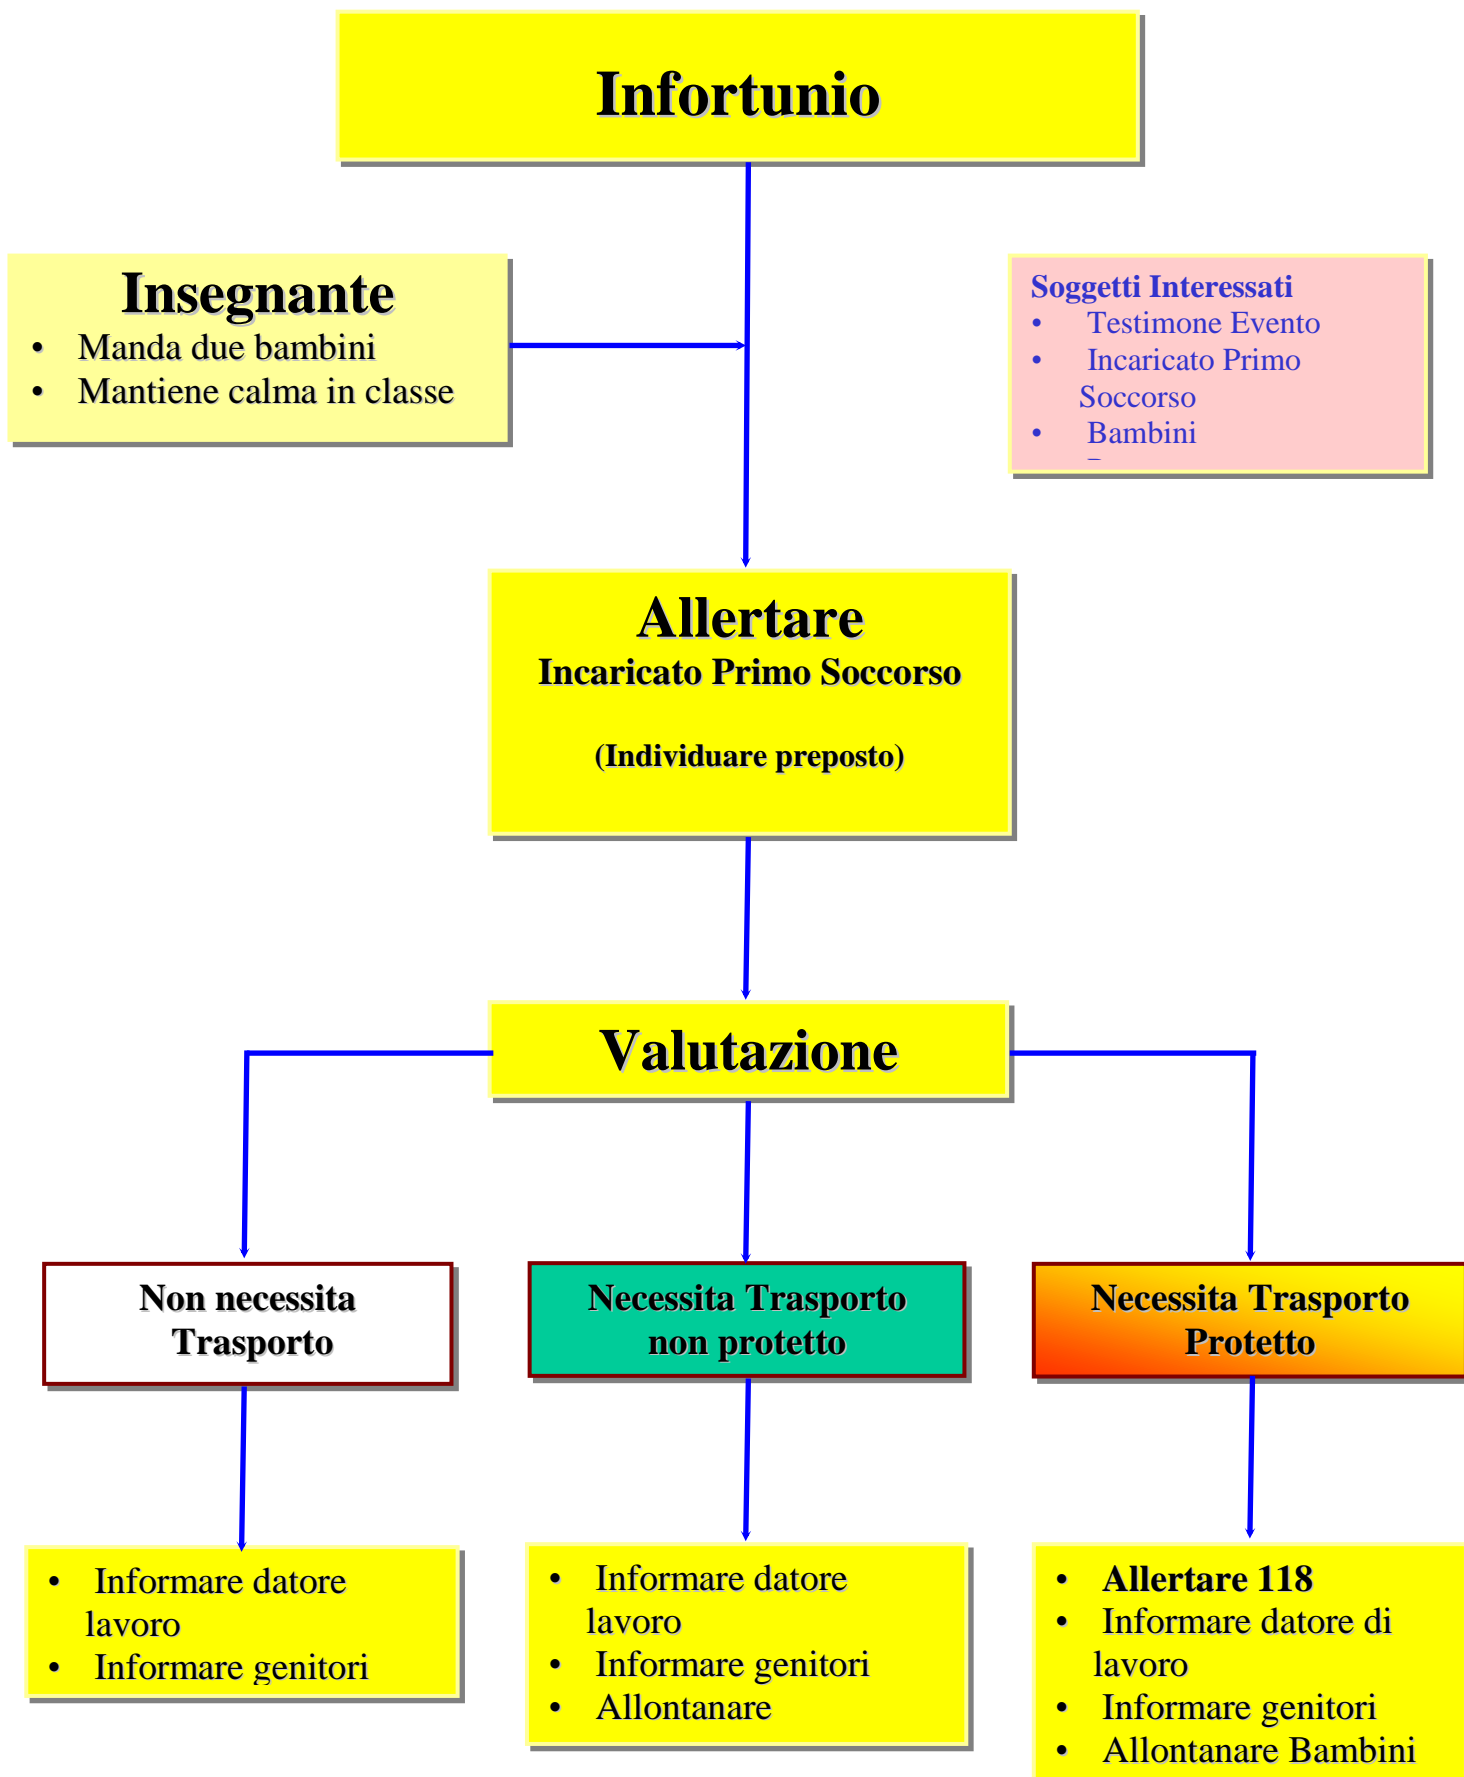 Infortunio
Insegnante
• Manda due bambini
• Mantiene calma in classe
Soggetti Interessati
• Testimone Evento
• Incaricato Primo
Soccorso
• Bambini
Allertare
Incaricato Primo Soccorso
(Individuare preposto)
Valutazione
Non necessita
Trasporto
Necessita Trasporto
non protetto
Necessita Trasporto
Protetto
• Informare datore
lavoro
• Informare genitori
• Informare datore
lavoro
• Informare genitori
• Allontanare
• Allertare 118
• Informare datore di
lavoro
• Informare genitori
• Allontanare Bambini